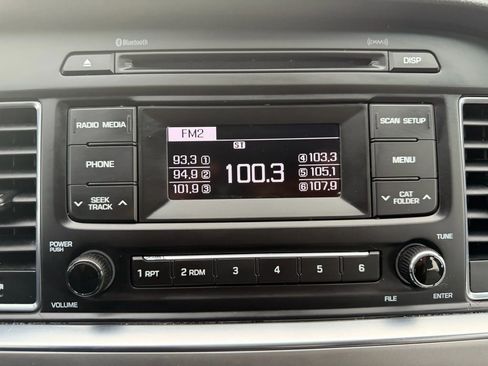 Bluetooth
DISP
RADIO MEDIA
FM2
SCAN SETUP
ST
93,3 1
4 103,3
PHONE
94,9 2
100.3
5 105,1
MENU
101,9 3
6 107,9
SEEK
TRACK
CAT
FOLDER
POWER
PUSH
TUNE
1 RPT
2 RDM
3
4
5
6
VOLUME
FILE
ENTER